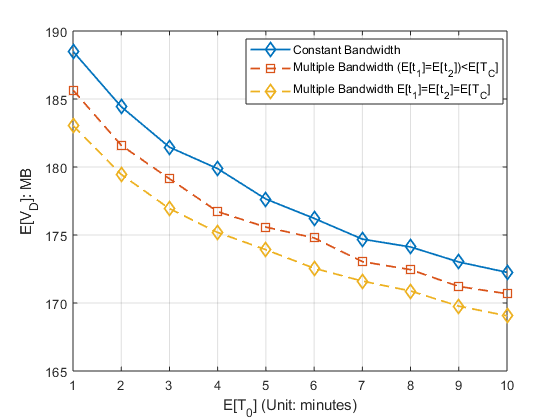 190
185
180
175
170
165
E[V_D]: MB
Constant Bandwidth
Multiple Bandwidth (E[t_1]=E[t_2])<E[T_C]
Multiple Bandwidth E[t_1]=E[t_2]=E[T_C]
1 2 3 4 5 6 7 8 9 10
E[T_0] (Unit: minutes)